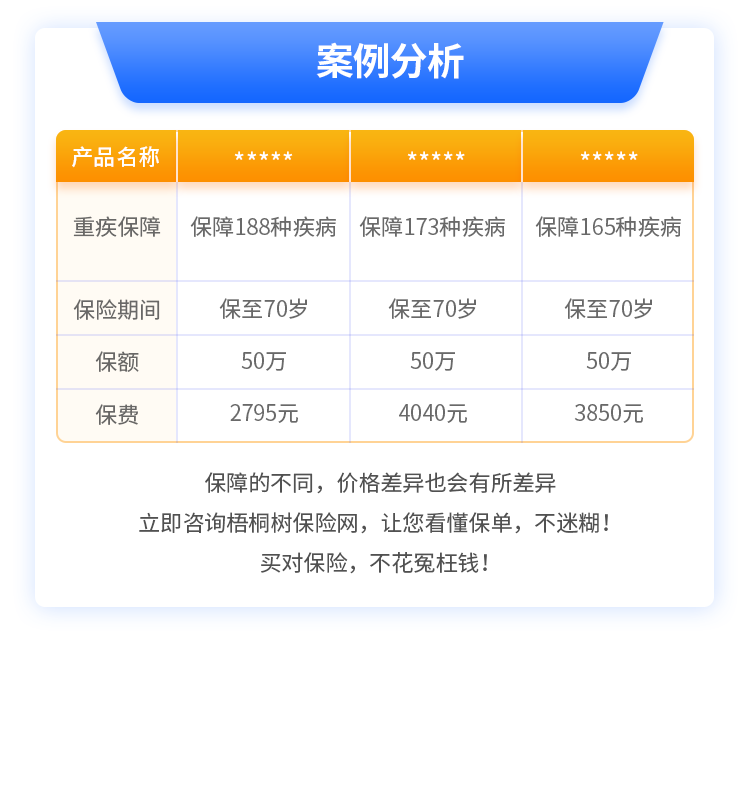 案例分析
产品名称 ***** ***** *****
重疾保障 保障188种疾病 保障173种疾病 保障165种疾病
保险期间 保至70岁 保至70岁 保至70岁
保额 50万 50万 50万
保费 2795元 4040元 3850元
保障的不同，价格差异也会有所差异
立即咨询梧桐树保险网，让您看懂保单，不迷糊！
买对保险，不花冤枉钱！